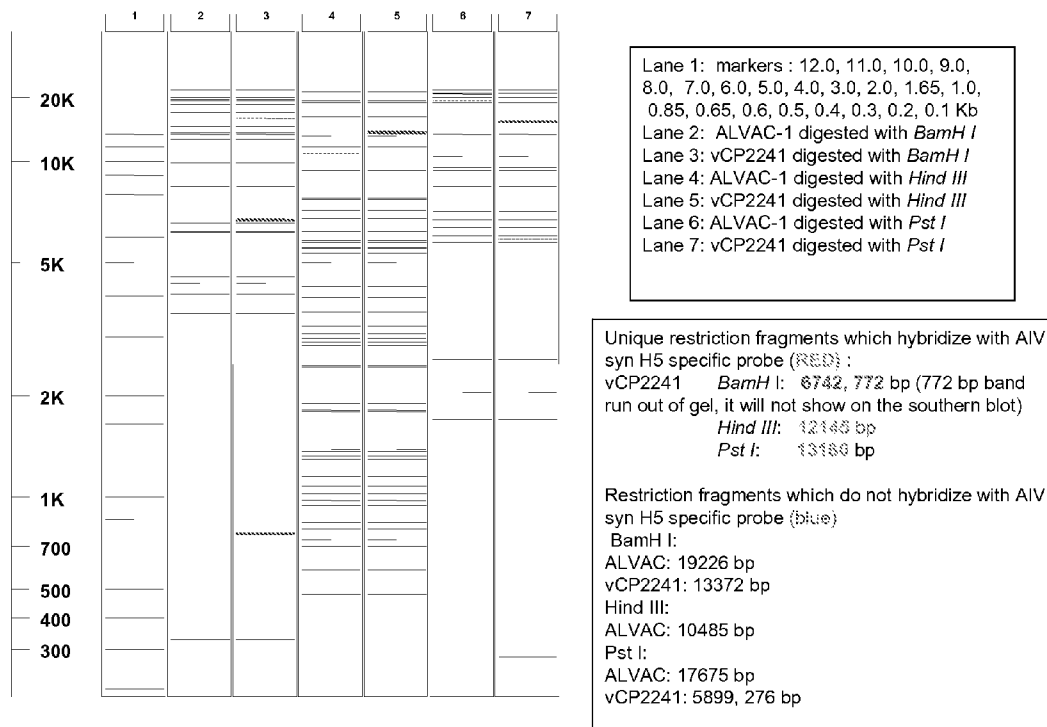 1 2 3 4 5 6 7
20K
10K
5K
2K
1K
700
500
400
300
Lane 1: markers : 12.0, 11.0, 10.0, 9.0,
8.0, 7.0, 6.0, 5.0, 4.0, 3.0, 2.0, 1.65, 1.0,
0.85, 0.65, 0.6, 0.5, 0.4, 0.3, 0.2, 0.1 Kb
Lane 2: ALVAC-1 digested with BamH I
Lane 3: vCP2241 digested with BamH I
Lane 4: ALVAC-1 digested with Hind III
Lane 5: vCP2241 digested with Hind III
Lane 6: ALVAC-1 digested with Pst I
Lane 7: vCP2241 digested with Pst I
Unique restriction fragments which hybridize with AIV
syn H5 specific probe (RED) :
vCP2241 BamH I: 6742, 772 bp (772 bp band
run out of gel, it will not show on the southern blot)
Hind III: 12145 bp
Pst I: 13180 bp
Restriction fragments which do not hybridize with AIV
syn H5 specific probe (blue)
BamH I:
ALVAC: 19226 bp
vCP2241: 13372 bp
Hind III:
ALVAC: 10485 bp
Pst I:
ALVAC: 17675 bp
vCP2241: 5899, 276 bp